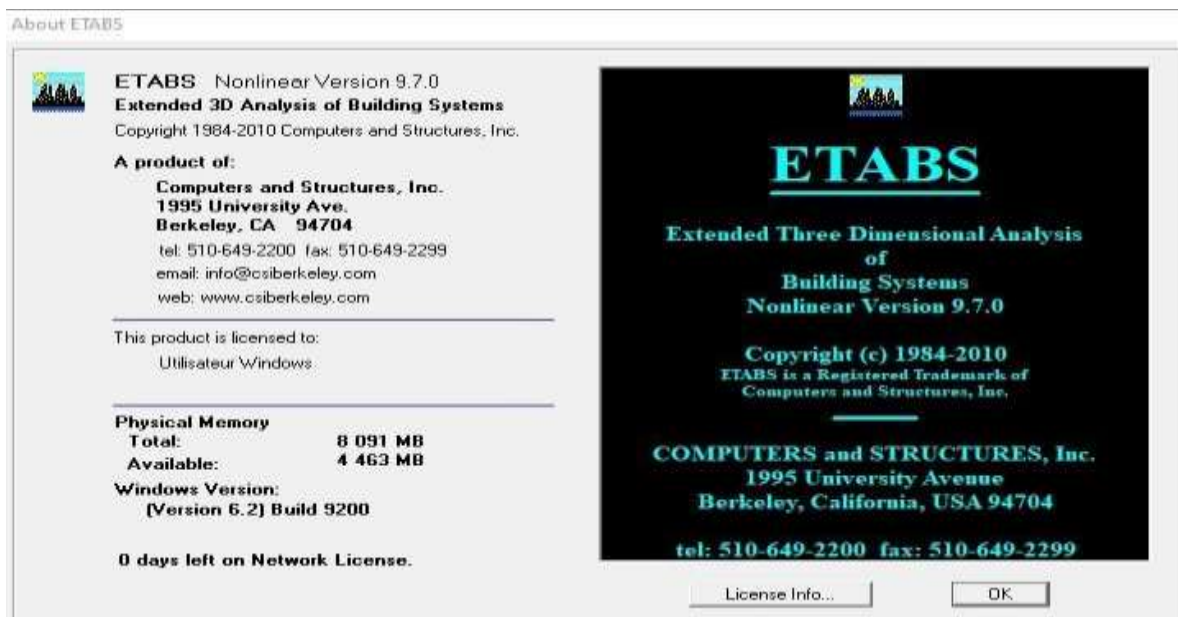 About ETABS
ETABS Nonlinear Version 9.7.0
Extended 3D Analysis of Building Systems
Copyright 1984-2010 Computers and Structures, Inc.
A product of:
Computers and Structures, Inc.
1995 University Ave.
Berkeley, CA 94704
tel: 510-649-2200 fax: 510-649-2299
email: info@csiberkeley.com
web: www.csiberkeley.com
This product is licensed to:
Utilisateur Windows
Physical Memory
Total: 8 091 MB
Available: 4 463 MB
Windows Version:
(Version 6.2) Build 9200
0 days left on Network License.
ETABS
Extended Three Dimensional Analysis
of
Building Systems
Nonlinear Version 9.7.0
Copyright (c) 1984-2010
ETABS is a Registered Trademark of
Computers and Structures, Inc.
COMPUTERS and STRUCTURES, Inc.
1995 University Avenue
Berkeley, California, USA 94704
tel: 510-649-2200 fax: 510-649-2299
License Info...
OK